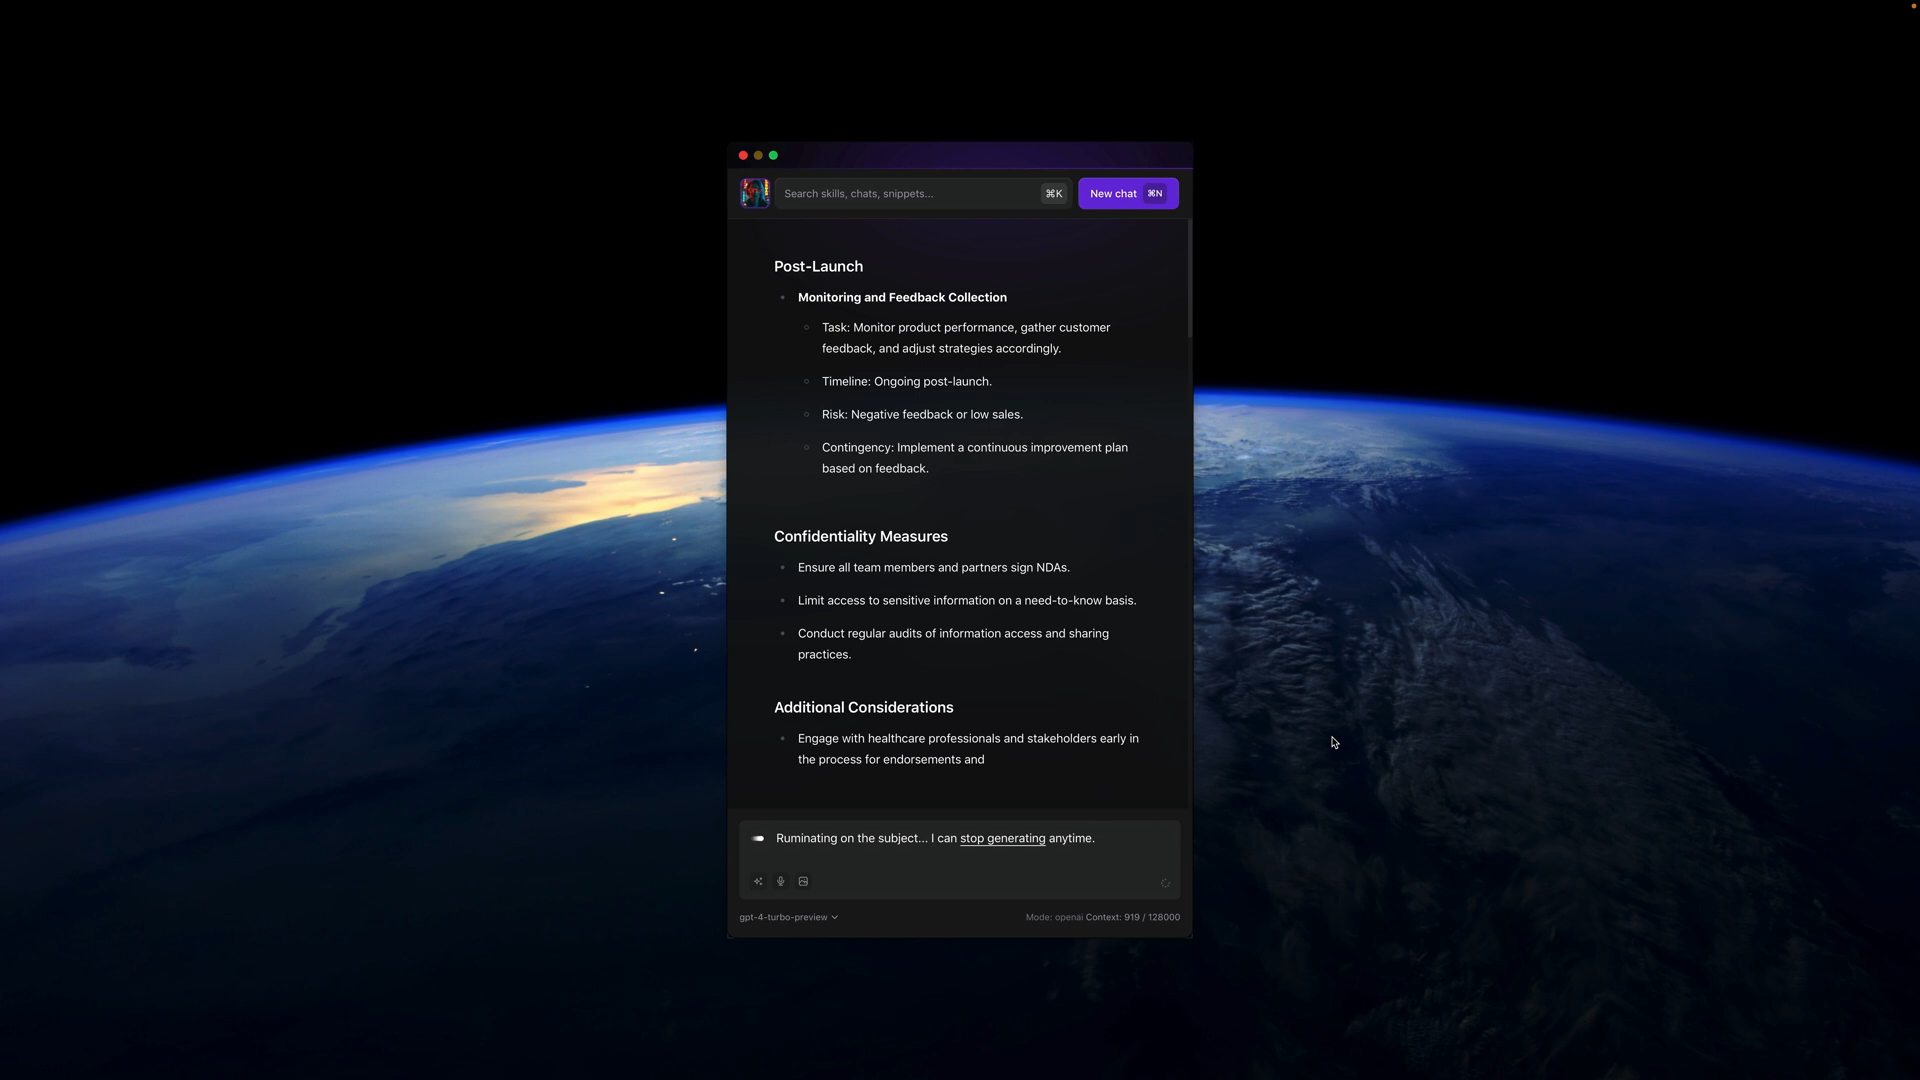 Search skills, chats, snippets...
⌘K
New chat ⌘N
Post-Launch
Monitoring and Feedback Collection
Task: Monitor product performance, gather customer
feedback, and adjust strategies accordingly.
Timeline: Ongoing post-launch.
Risk: Negative feedback or low sales.
Contingency: Implement a continuous improvement plan
based on feedback.
Confidentiality Measures
Ensure all team members and partners sign NDAs.
Limit access to sensitive information on a need-to-know basis.
Conduct regular audits of information access and sharing
practices.
Additional Considerations
Engage with healthcare professionals and stakeholders early in
the process for endorsements and
Ruminating on the subject... I can stop generating anytime.
gpt-4-turbo-preview
Mode: openai Context: 919 / 128000